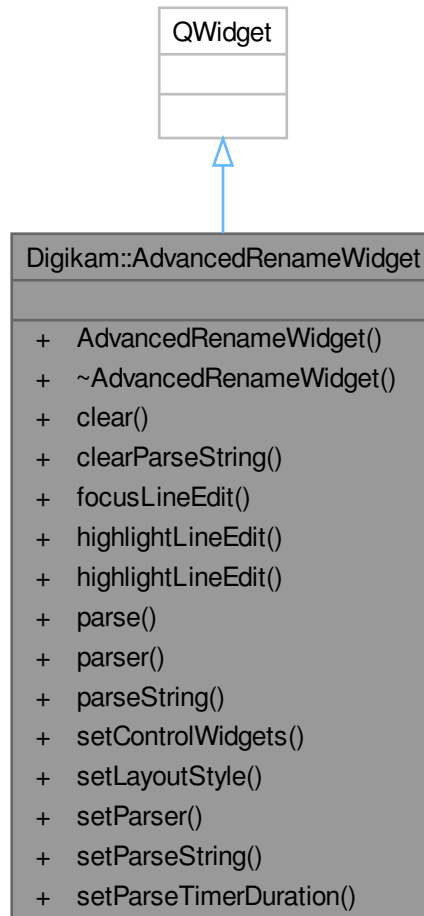 QWidget
Digikam::AdvancedRenameWidget
+ AdvancedRenameWidget()
+ ~AdvancedRenameWidget()
+ clear()
+ clearParseString()
+ focusLineEdit()
+ highlightLineEdit()
+ highlightLineEdit()
+ parse()
+ parser()
+ parseString()
+ setControlWidgets()
+ setLayoutStyle()
+ setParser()
+ setParseString()
+ setParseTimerDuration()